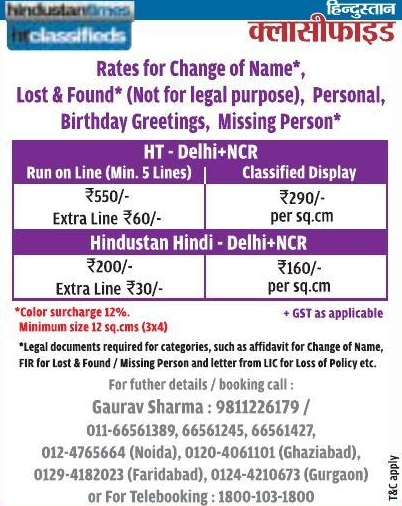 hindustantimes
htclassifieds
हिन्दुस्तान
क्लासीफाइड
Rates for Change of Name*,
Lost & Found* (Not for legal purpose), Personal,
Birthday Greetings, Missing Person*
HT - Delhi+NCR
Run on Line (Min. 5 Lines) Classified Display
₹550/- ₹290/-
Extra Line ₹60/- per sq.cm
Hindustan Hindi - Delhi+NCR
₹200/- ₹160/-
Extra Line ₹30/- per sq.cm
*Color surcharge 12%. + GST as applicable
Minimum size 12 sq.cms (3x4)
*Legal documents required for categories, such as affidavit for Change of Name,
FIR for Lost & Found / Missing Person and letter from LIC for Loss of Policy etc.
For futher details / booking call :
Gaurav Sharma : 9811226179 /
011-66561389, 66561245, 66561427,
012-4765664 (Noida), 0120-4061101 (Ghaziabad),
0129-4182023 (Faridabad), 0124-4210673 (Gurgaon)
or For Telebooking : 1800-103-1800
T&C apply